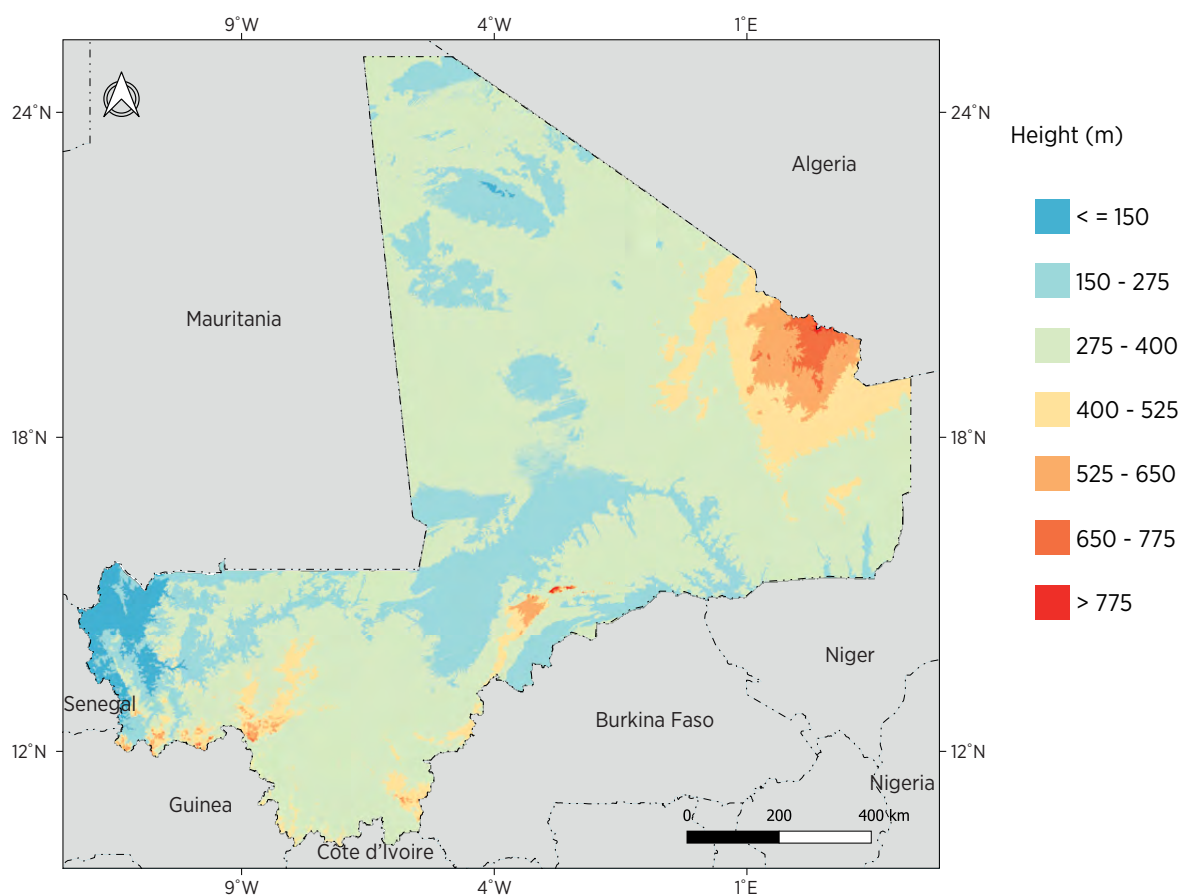 9˚W
4˚W
1˚E
24˚N
24˚N
Height (m)
Algeria
< = 150
150 - 275
Mauritania
275 - 400
400 - 525
18˚N
18˚N
525 - 650
650 - 775
> 775
Niger
Senegal
Burkina Faso
12˚N
12˚N
Nigeria
Guinea
0 200 400 km
Côte d'Ivoire
9˚W
4˚W
1˚E